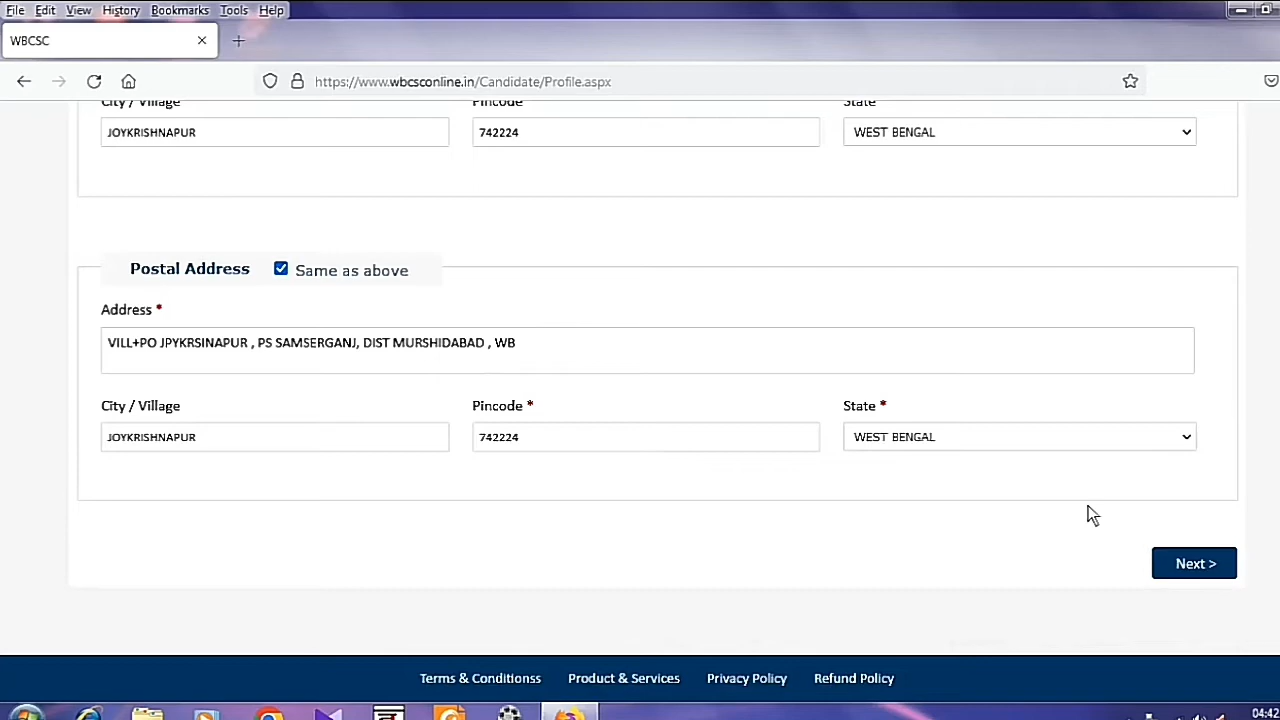 File Edit View History Bookmarks Tools Help
WBCSC
https://www.wbcsconline.in/Candidate/Profile.aspx
City / Village Pincode State
JOYKRISHNAPUR 742224 WEST BENGAL
Postal Address Same as above
Address *
VILL+PO JPYKRSINAPUR , PS SAMSERGANJ, DIST MURSHIDABAD , WB
City / Village Pincode * State *
JOYKRISHNAPUR 742224 WEST BENGAL
Next >
Terms & Conditionss Product & Services Privacy Policy Refund Policy
04:42